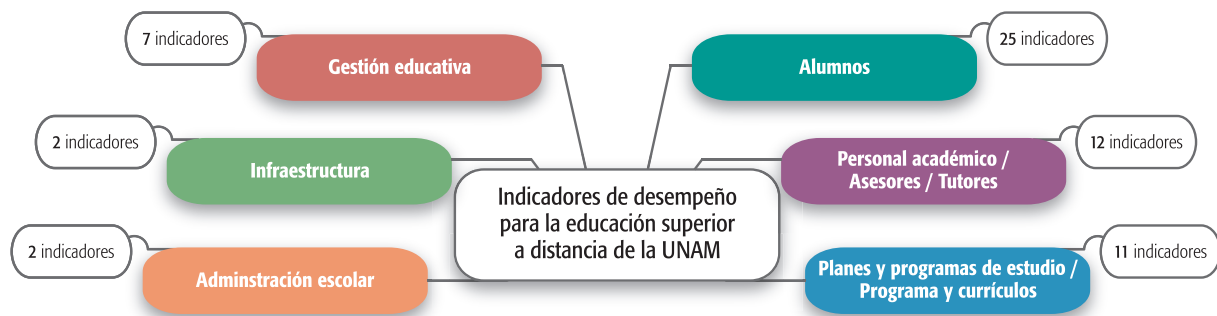 7 indicadores
Gestión educativa
Alumnos
25 indicadores
2 indicadores
Infraestructura
Personal académico /
Asesores / Tutores
12 indicadores
Indicadores de desempeño
para la educación superior
a distancia de la UNAM
2 indicadores
Adminstración escolar
Planes y programas de estudio /
Programa y currículos
11 indicadores